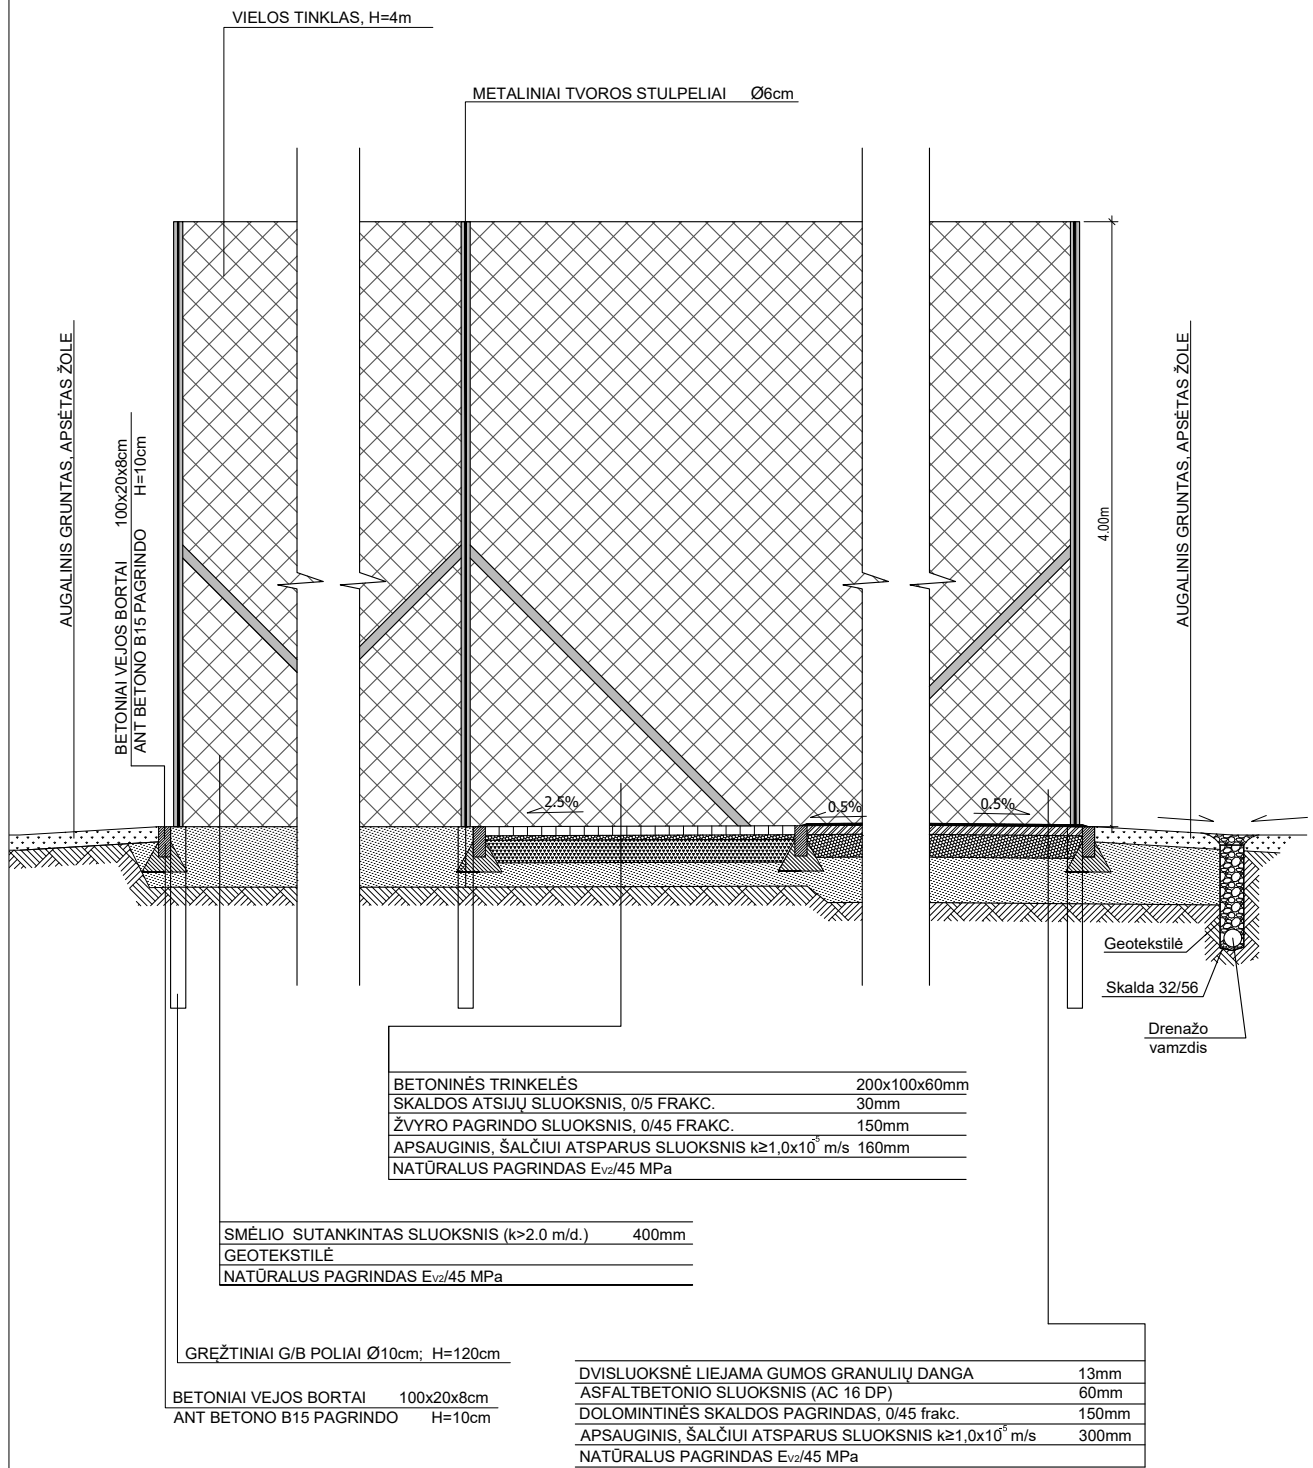 VIELOS TINKLAS, H=4m
METALINIAI TVOROS STULPELIAI Ø6cm
AUGALINIS GRUNTAS, APSĖTAS ŽOLE
BETONIAI VEJOS BORTAI 100x20x8cm
ANT BETONO B15 PAGRINDO H=10cm
4.00m
AUGALINIS GRUNTAS, APSĖTAS ŽOLE
2.5%
0.5%
0.5%
Geotekstilė
Skalda 32/56
Drenažo
vamzdis
BETONINĖS TRINKELĖS 200x100x60mm
SKALDOS ATSIJŲ SLUOKSNIS, 0/5 FRAKC. 30mm
ŽVYRO PAGRINDO SLUOKSNIS, 0/45 FRAKC. 150mm
APSAUGINIS, ŠALČIUI ATSPARUS SLUOKSNIS k≥1,0x10⁻⁵ m/s 160mm
NATŪRALUS PAGRINDAS EV2/45 MPa
SMĖLIO SUTANKINTAS SLUOKSNIS (k>2.0 m/d.) 400mm
GEOTEKSTILĖ
NATŪRALUS PAGRINDAS EV2/45 MPa
GRĘŽTINIAI G/B POLIAI Ø10cm; H=120cm
BETONIAI VEJOS BORTAI 100x20x8cm
ANT BETONO B15 PAGRINDO H=10cm
DVISLUOKSNĖ LIEJAMA GUMOS GRANULIŲ DANGA 13mm
ASFALTBETONIO SLUOKSNIS (AC 16 DP) 60mm
DOLOMINTINĖS SKALDOS PAGRINDAS, 0/45 frakc. 150mm
APSAUGINIS, ŠALČIUI ATSPARUS SLUOKSNIS k≥1,0x10⁻⁵ m/s 300mm
NATŪRALUS PAGRINDAS EV2/45 MPa